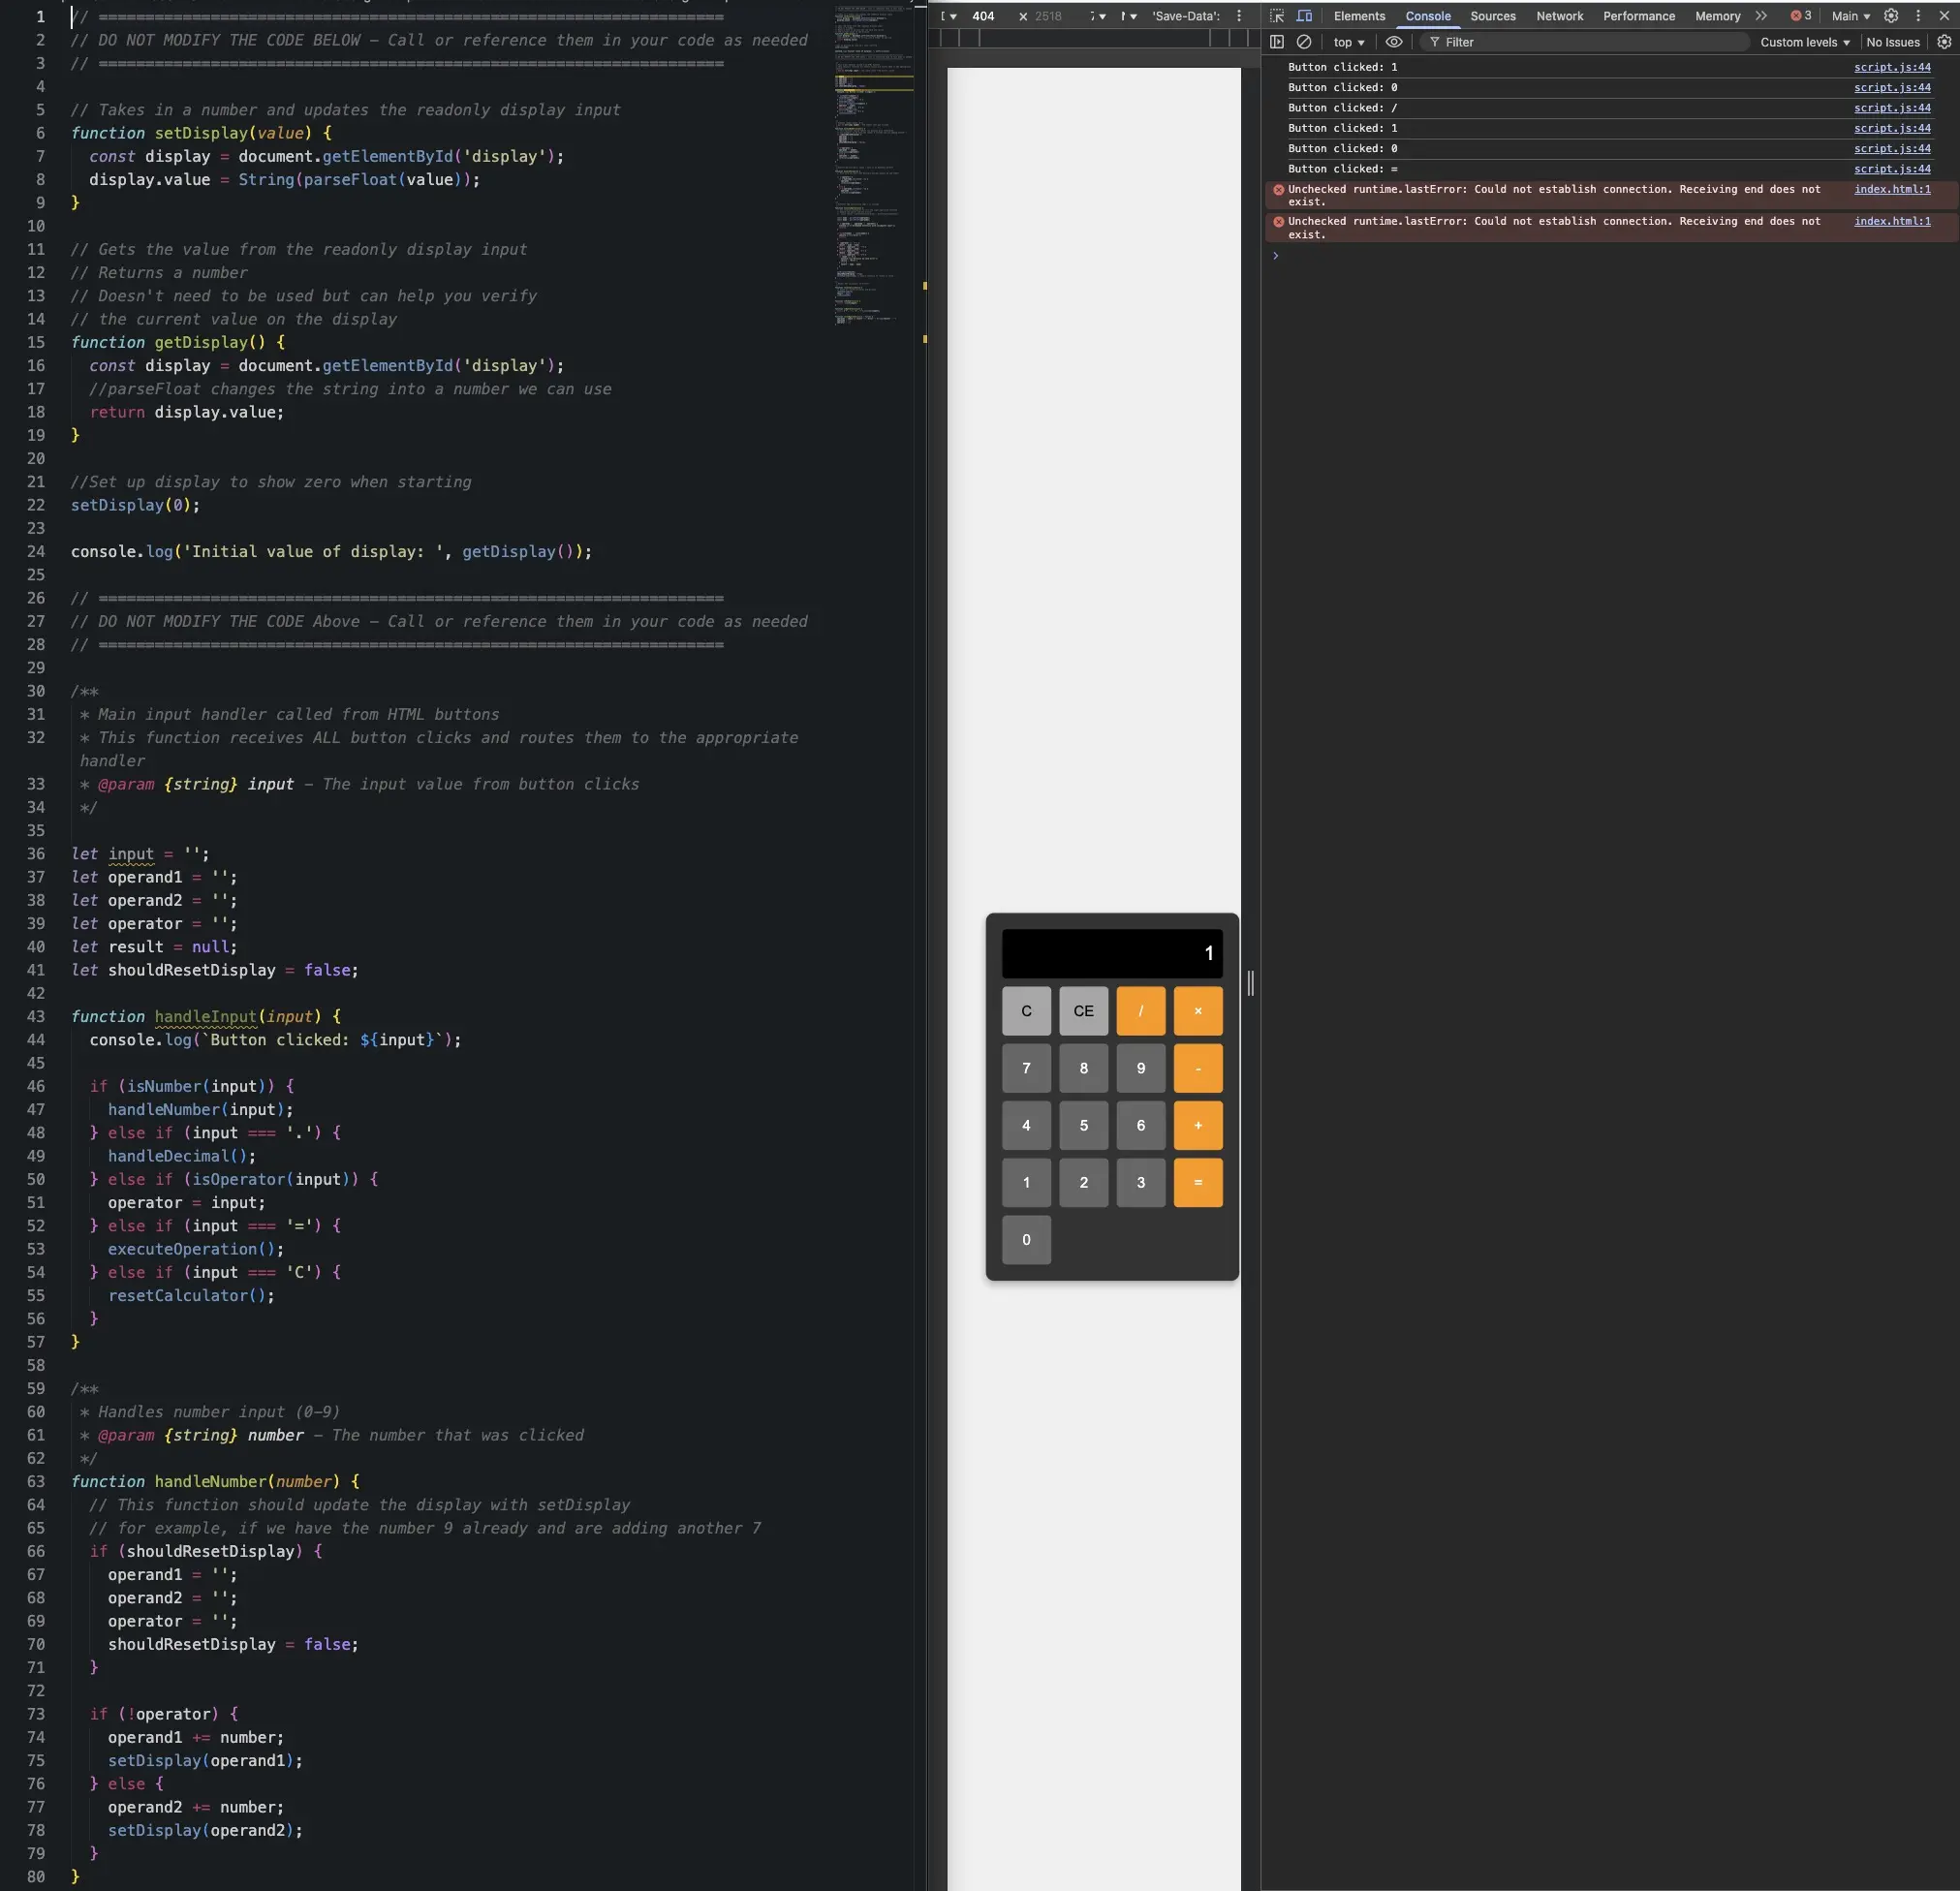 1 // ====================================================================
2 // DO NOT MODIFY THE CODE BELOW – Call or reference them in your code as needed
3 // ====================================================================
4
5 // Takes in a number and updates the readonly display input
6 function setDisplay(value) {
7 const display = document.getElementById('display');
8 display.value = String(parseFloat(value));
9 }
10
11 // Gets the value from the readonly display input
12 // Returns a number
13 // Doesn't need to be used but can help you verify
14 // the current value on the display
15 function getDisplay() {
16 const display = document.getElementById('display');
17 //parseFloat changes the string into a number we can use
18 return display.value;
19 }
20
21 //Set up display to show zero when starting
22 setDisplay(0);
23
24 console.log('Initial value of display: ', getDisplay());
25
26 // ====================================================================
27 // DO NOT MODIFY THE CODE Above – Call or reference them in your code as needed
28 // ====================================================================
29
30 /**
31 * Main input handler called from HTML buttons
32 * This function receives ALL button clicks and routes them to the appropriate
handler
33 * @param {string} input – The input value from button clicks
34 */
35
36 let input = '';
37 let operand1 = '';
38 let operand2 = '';
39 let operator = '';
40 let result = null;
41 let shouldResetDisplay = false;
42
43 function handleInput(input) {
44 console.log(`Button clicked: ${input}`);
45
46 if (isNumber(input)) {
47 handleNumber(input);
48 } else if (input === '.') {
49 handleDecimal();
50 } else if (isOperator(input)) {
51 operator = input;
52 } else if (input === '=') {
53 executeOperation();
54 } else if (input === 'C') {
55 resetCalculator();
56 }
57 }
58
59 /**
60 * Handles number input (0–9)
61 * @param {string} number – The number that was clicked
62 */
63 function handleNumber(number) {
64 // This function should update the display with setDisplay
65 // for example, if we have the number 9 already and are adding another 7
66 if (shouldResetDisplay) {
67 operand1 = '';
68 operand2 = '';
69 operator = '';
70 shouldResetDisplay = false;
71 }
72
73 if (!operator) {
74 operand1 += number;
75 setDisplay(operand1);
76 } else {
77 operand2 += number;
78 setDisplay(operand2);
79 }
80 }
404 × 2518 'Save-Data':
1
C CE / ×
7 8 9 -
4 5 6 +
1 2 3 =
0
Elements Console Sources Network Performance Memory 3 Main
top Filter Custom levels No Issues
Button clicked: 1 script.js:44
Button clicked: 0 script.js:44
Button clicked: / script.js:44
Button clicked: 1 script.js:44
Button clicked: 0 script.js:44
Button clicked: = script.js:44
Unchecked runtime.lastError: Could not establish connection. Receiving end does not index.html:1
exist.
Unchecked runtime.lastError: Could not establish connection. Receiving end does not index.html:1
exist.